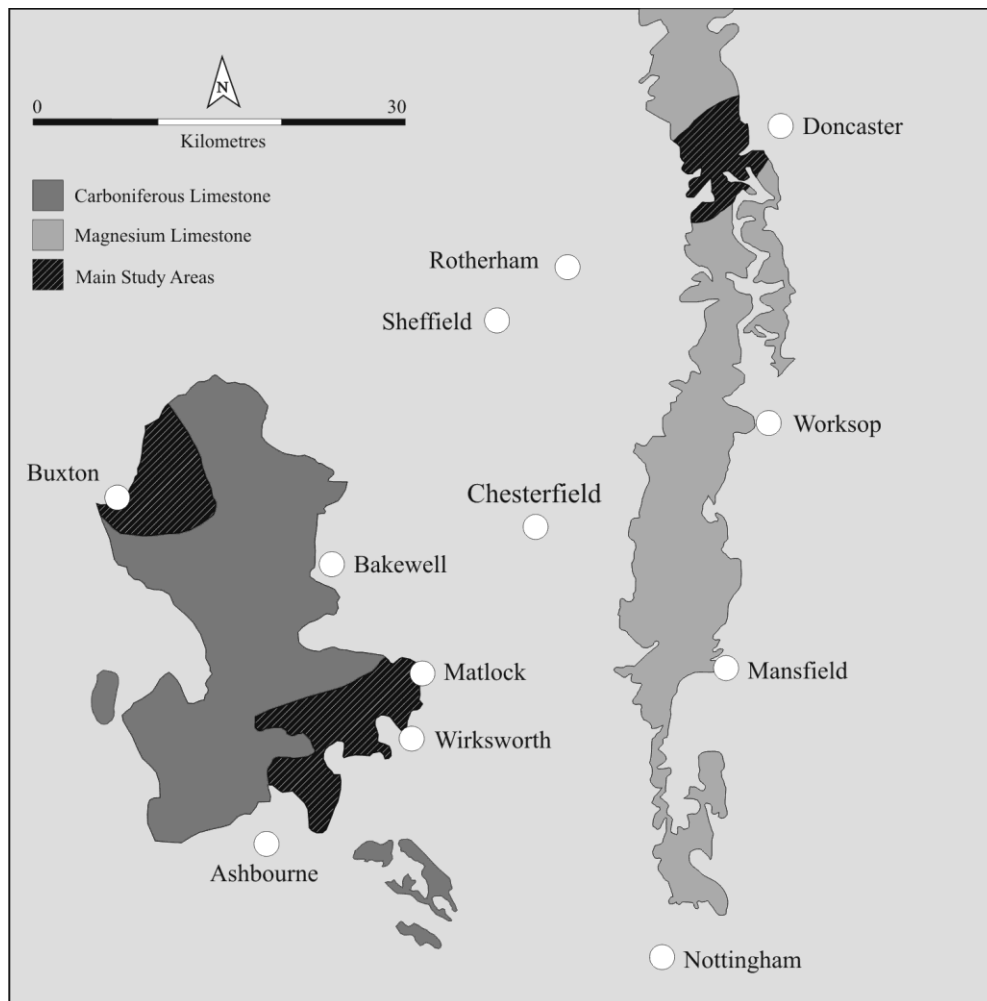 N
0 30
Kilometres
Carboniferous Limestone
Magnesium Limestone
Main Study Areas
Doncaster
Rotherham
Sheffield
Worksop
Buxton
Chesterfield
Bakewell
Matlock
Mansfield
Wirksworth
Ashbourne
Nottingham